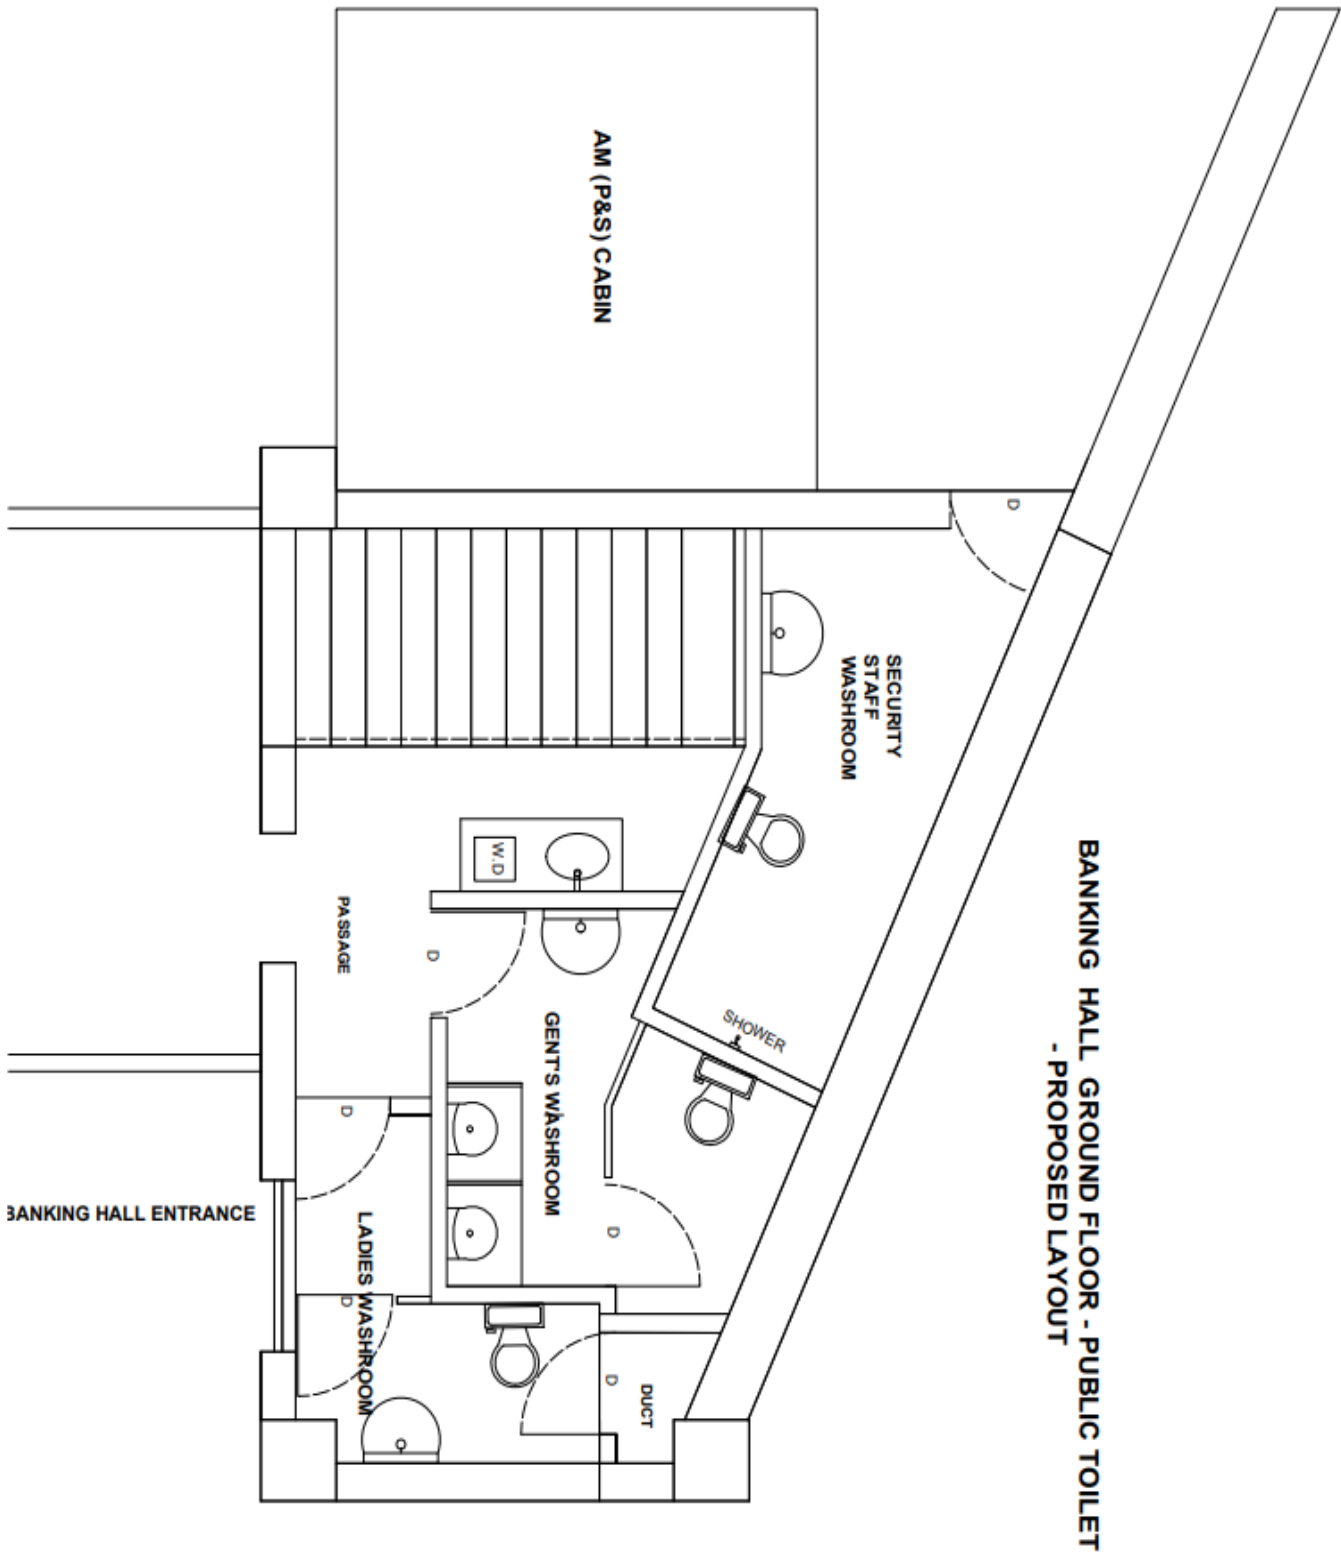 BANKING HALL GROUND FLOOR - PUBLIC TOILET
- PROPOSED LAYOUT
AM (P&S) CABIN
D
SECURITY
STAFF
WASHROOM
W.D
PASSAGE
D
GENT'S WASHROOM
SHOWER
D
D
LADIES WASHROOM
D
D
DUCT
BANKING HALL ENTRANCE